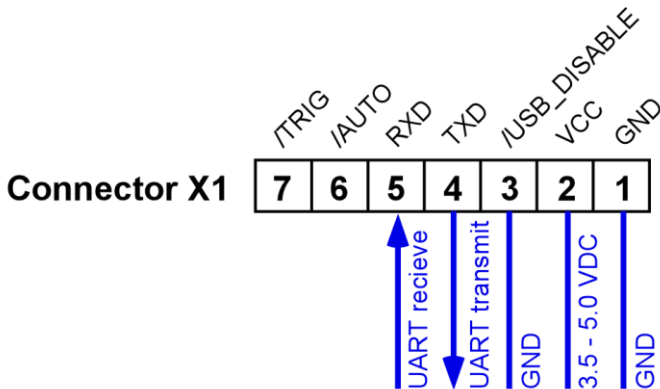 /TRIG
/AUTO
RXD
TXD
/USB_DISABLE
VCC
GND
Connector X1
7 6 5 4 3 2 1
UART recieve
UART transmit
GND
3.5 - 5.0 VDC
GND